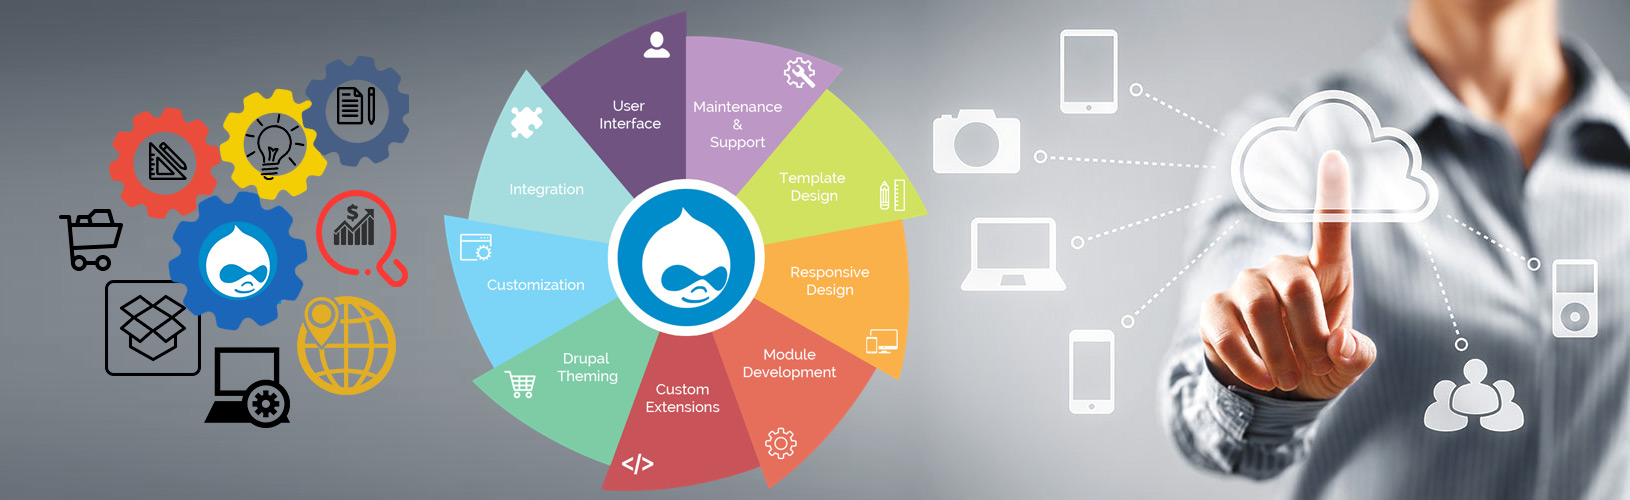 User
Interface
Maintenance
&
Support
Template
Design
Responsive
Design
Module
Development
Custom
Extensions
Drupal
Theming
Customization
Integration
$
</>